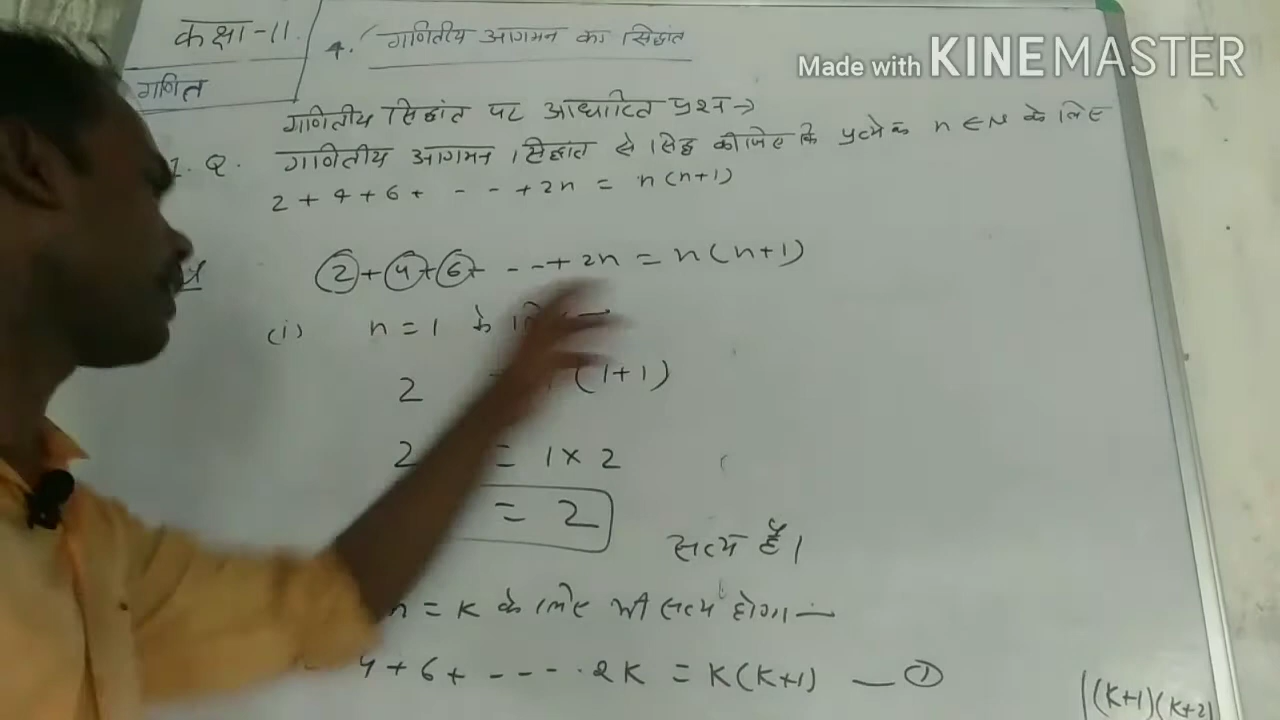 कक्षा-11.
गणित
4. गणितीय आगमन का सिद्धांत
Made with KINEMASTER
गणितीय सिद्धांत पर आधारित प्रश्न→
1. Q. गणितीय आगमन सिद्धांत से सिद्ध कीजिए कि प्रत्येक n ∈ N के लिए
2 + 4 + 6 + - - + 2n = n(n+1)
2 + 4 + 6 + - - - + 2n = n(n+1)
(i) n = 1 के
2 (1+1)
2 = 1 × 2
= 2
सत्य है।
n = K के लिए भी सत्य होगा —
4 + 6 + - - - - . 2K = K(K+1) — ①
(K+1)(K+2)